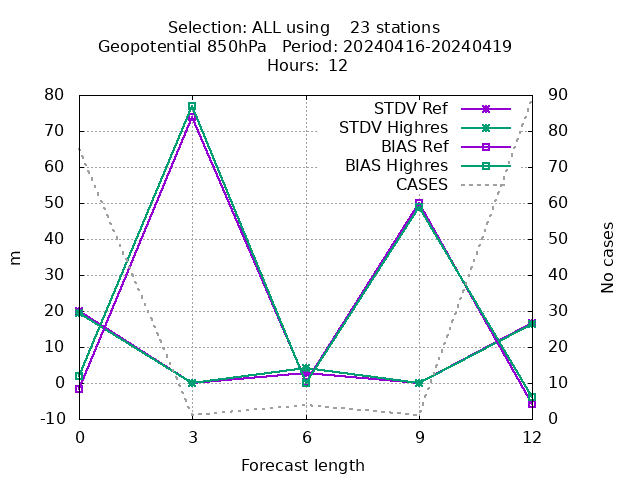 Selection: ALL using 23 stations
Geopotential 850hPa Period: 20240416-20240419
Hours: 12
STDV Ref
STDV Highres
BIAS Ref
BIAS Highres
CASES
80
70
60
50
40
30
20
10
0
-10
m
90
80
70
60
50
40
30
20
10
0
No cases
0 3 6 9 12
Forecast length